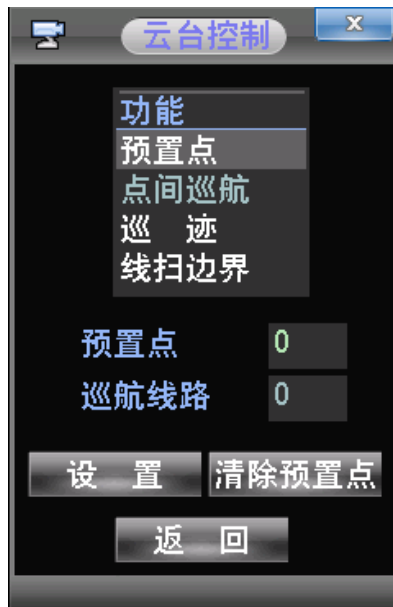 云台控制
功能
预置点
点间巡航
巡 迹
线扫边界
预置点 0
巡航线路 0
设 置 清除预置点
返 回